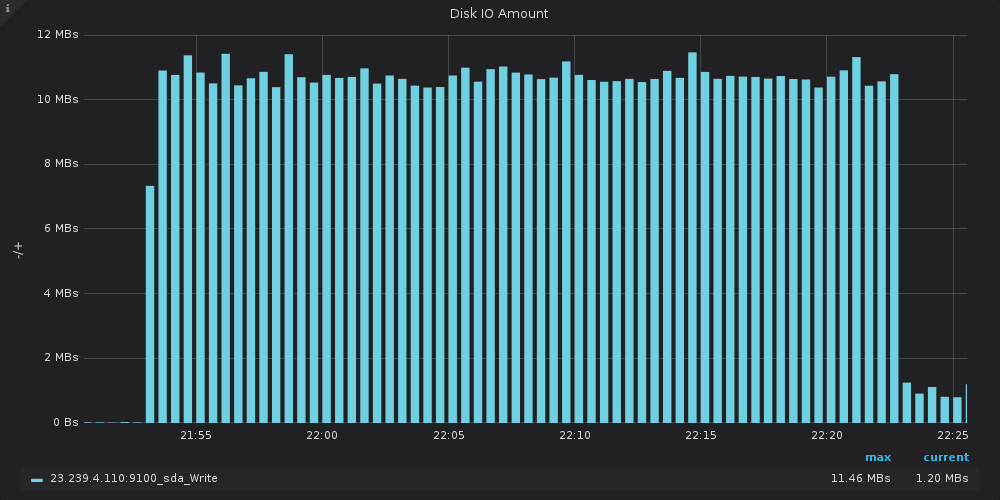 i
Disk IO Amount
12 MBs
10 MBs
8 MBs
6 MBs
4 MBs
2 MBs
0 Bs
-/+
21:55 22:00 22:05 22:10 22:15 22:20 22:25
max current
23.239.4.110:9100_sda_Write 11.46 MBs 1.20 MBs